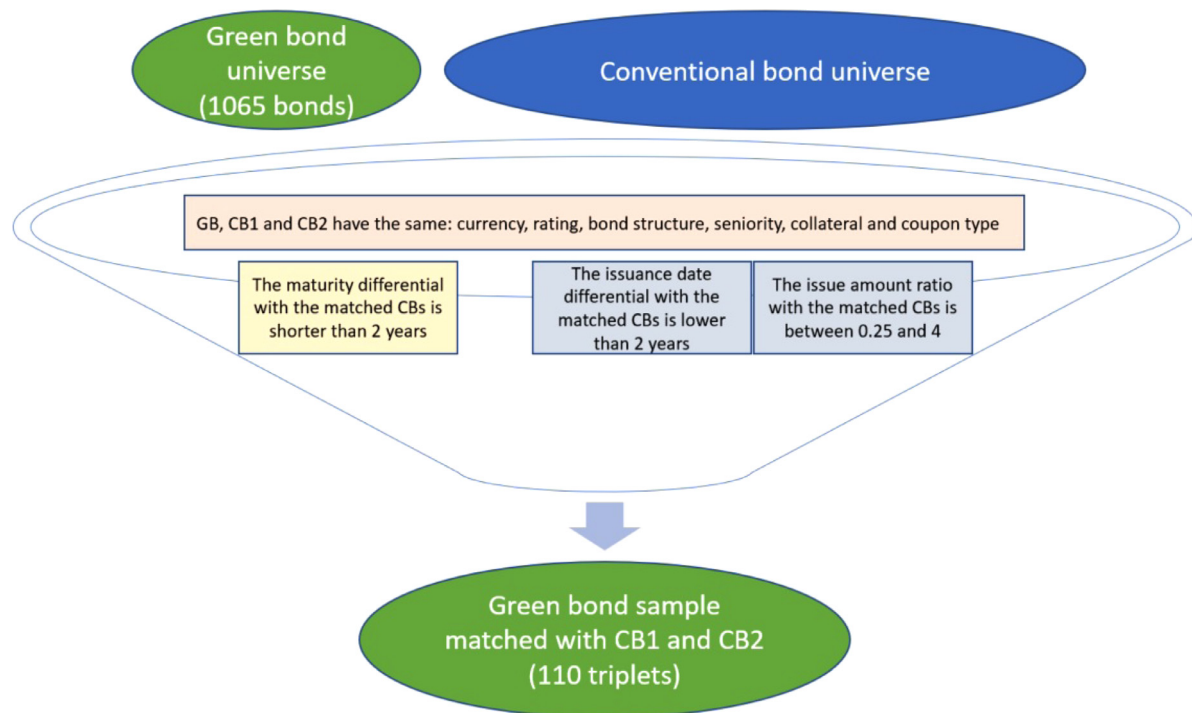 Green bond
universe
(1065 bonds)
Conventional bond universe
GB, CB1 and CB2 have the same: currency, rating, bond structure, seniority, collateral and coupon type
The maturity differential
with the matched CBs is
shorter than 2 years
The issuance date
differential with the
matched CBs is lower
than 2 years
The issue amount ratio
with the matched CBs is
between 0.25 and 4
Green bond sample
matched with CB1 and CB2
(110 triplets)